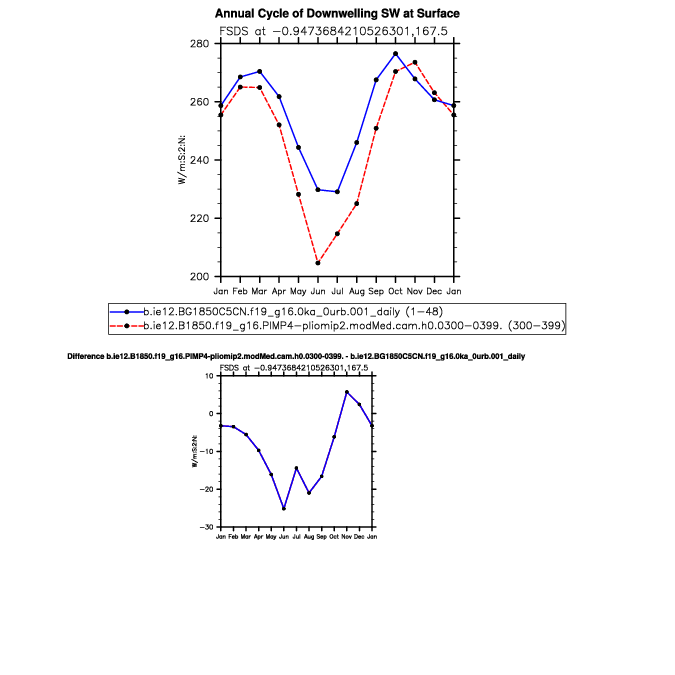 Annual Cycle of Downwelling SW at Surface
FSDS at −0.9473684210526301,167.5
280
260
240
220
200
W/m:S:2:N:
Jan Feb Mar Apr May Jun Jul Aug Sep Oct Nov Dec Jan
b.ie12.BG1850C5CN.f19_g16.0ka_0urb.001_daily (1−48)
b.ie12.B1850.f19_g16.PIMP4−pliomip2.modMed.cam.h0.0300−0399. (300−399)
Difference b.ie12.B1850.f19_g16.PIMP4-pliomip2.modMed.cam.h0.0300-0399. - b.ie12.BG1850C5CN.f19_g16.0ka_0urb.001_daily
FSDS at −0.9473684210526301,167.5
10
0
−10
−20
−30
W/m:S:2:N:
Jan Feb Mar Apr May Jun Jul Aug Sep Oct Nov Dec Jan